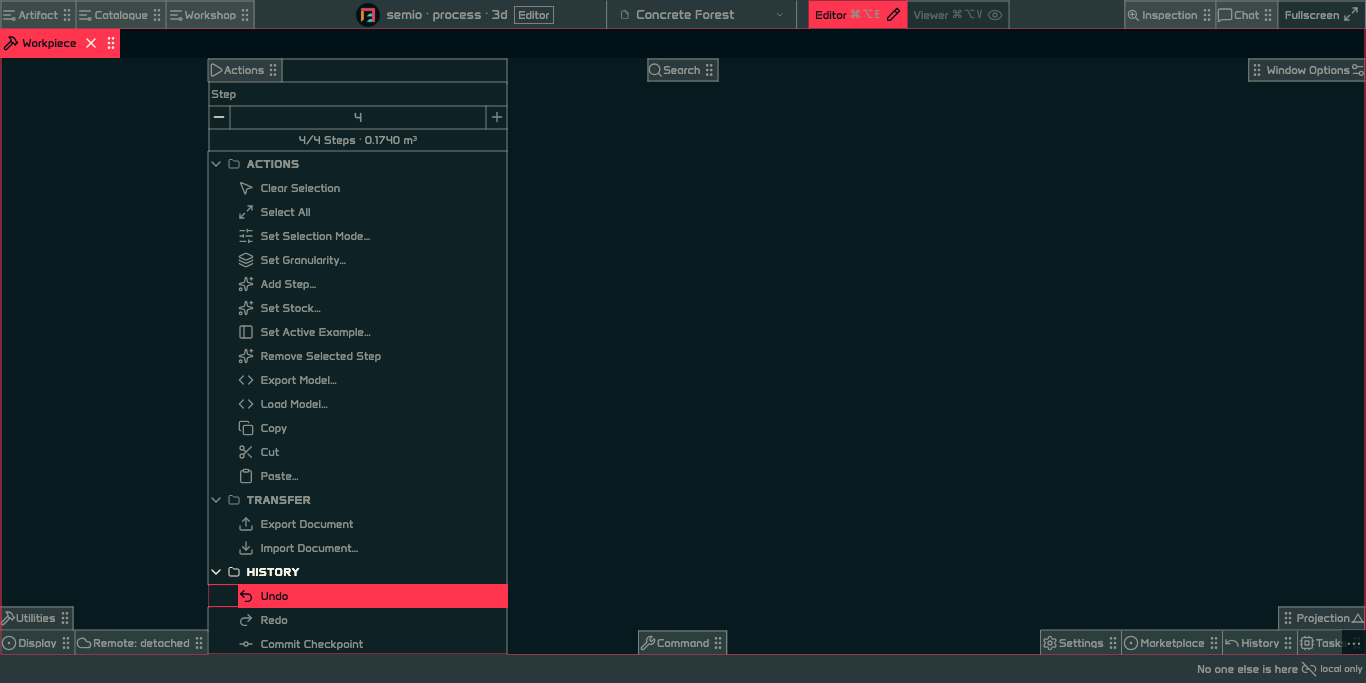 Artifact Catalogue Workshop semio · process · 3d Editor Concrete Forest Editor ⌘⌥E Viewer ⌘⌥V Inspection Chat Fullscreen
Workpiece
Actions Search Window Options
Step
4
4/4 Steps · 0.1740 m³
ACTIONS
Clear Selection
Select All
Set Selection Mode…
Set Granularity…
Add Step…
Set Stock…
Set Active Example…
Remove Selected Step
Export Model…
Load Model…
Copy
Cut
Paste…
TRANSFER
Export Document
Import Document…
HISTORY
Undo
Utilities Redo Projection
Display Remote: detached Commit Checkpoint Command Settings Marketplace History Task
No one else is here local only